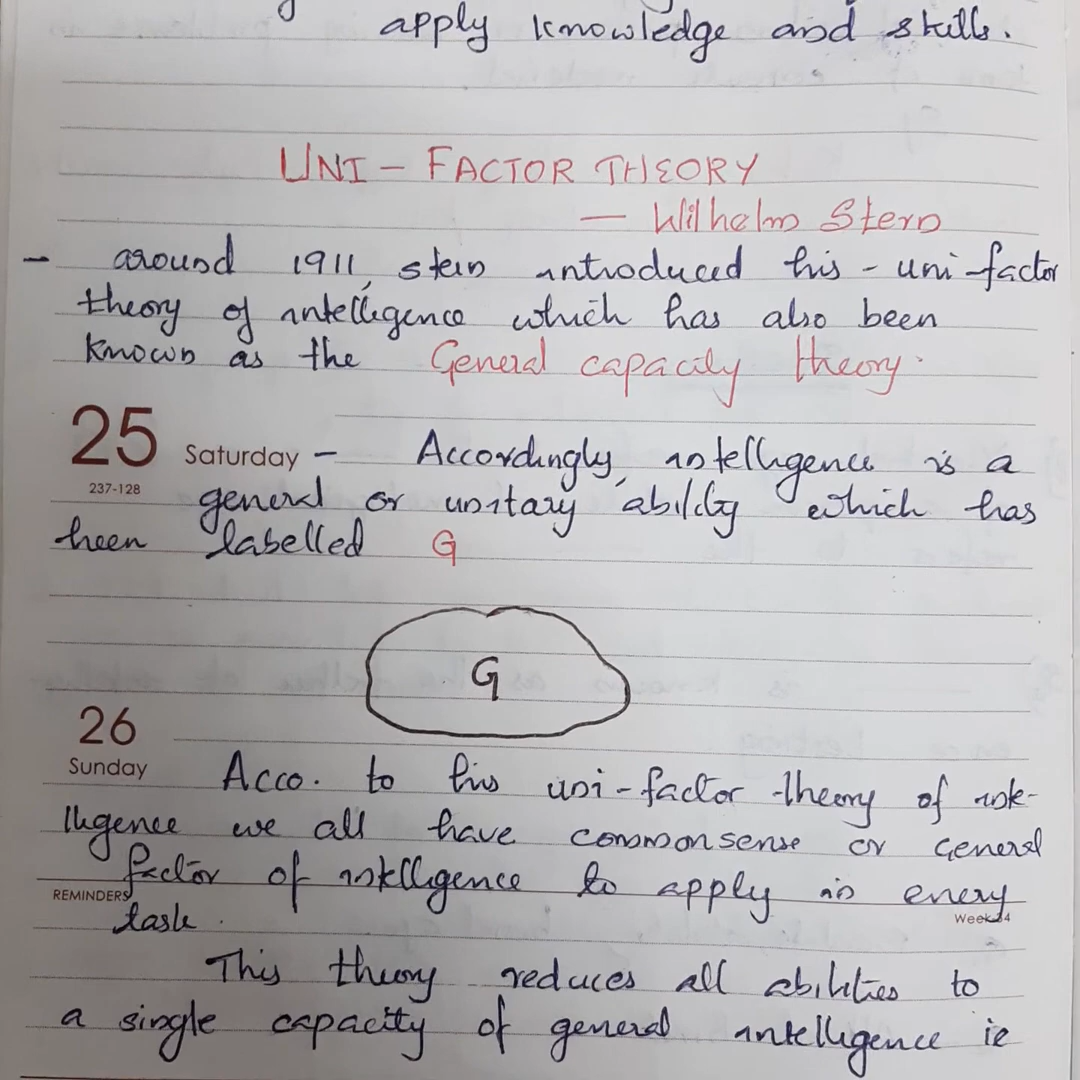 apply knowledge and skills.
UNI - FACTOR THEORY
— Wilhelm Stern
- around 1911, stern introduced his - uni-factor
theory of intelligence which has also been
known as the General capacity theory.
25 Saturday - Accordingly, intelligence is a
237-128 general or unitary ability which has
been labelled G
G
26
Sunday
Acco. to his uni-factor theory of inte-
lligence we all have commonsense or General
factor of intelligence to apply in every
REMINDERS
Week
task.
This theory reduces all abilities to
a single capacity of general intelligence ie